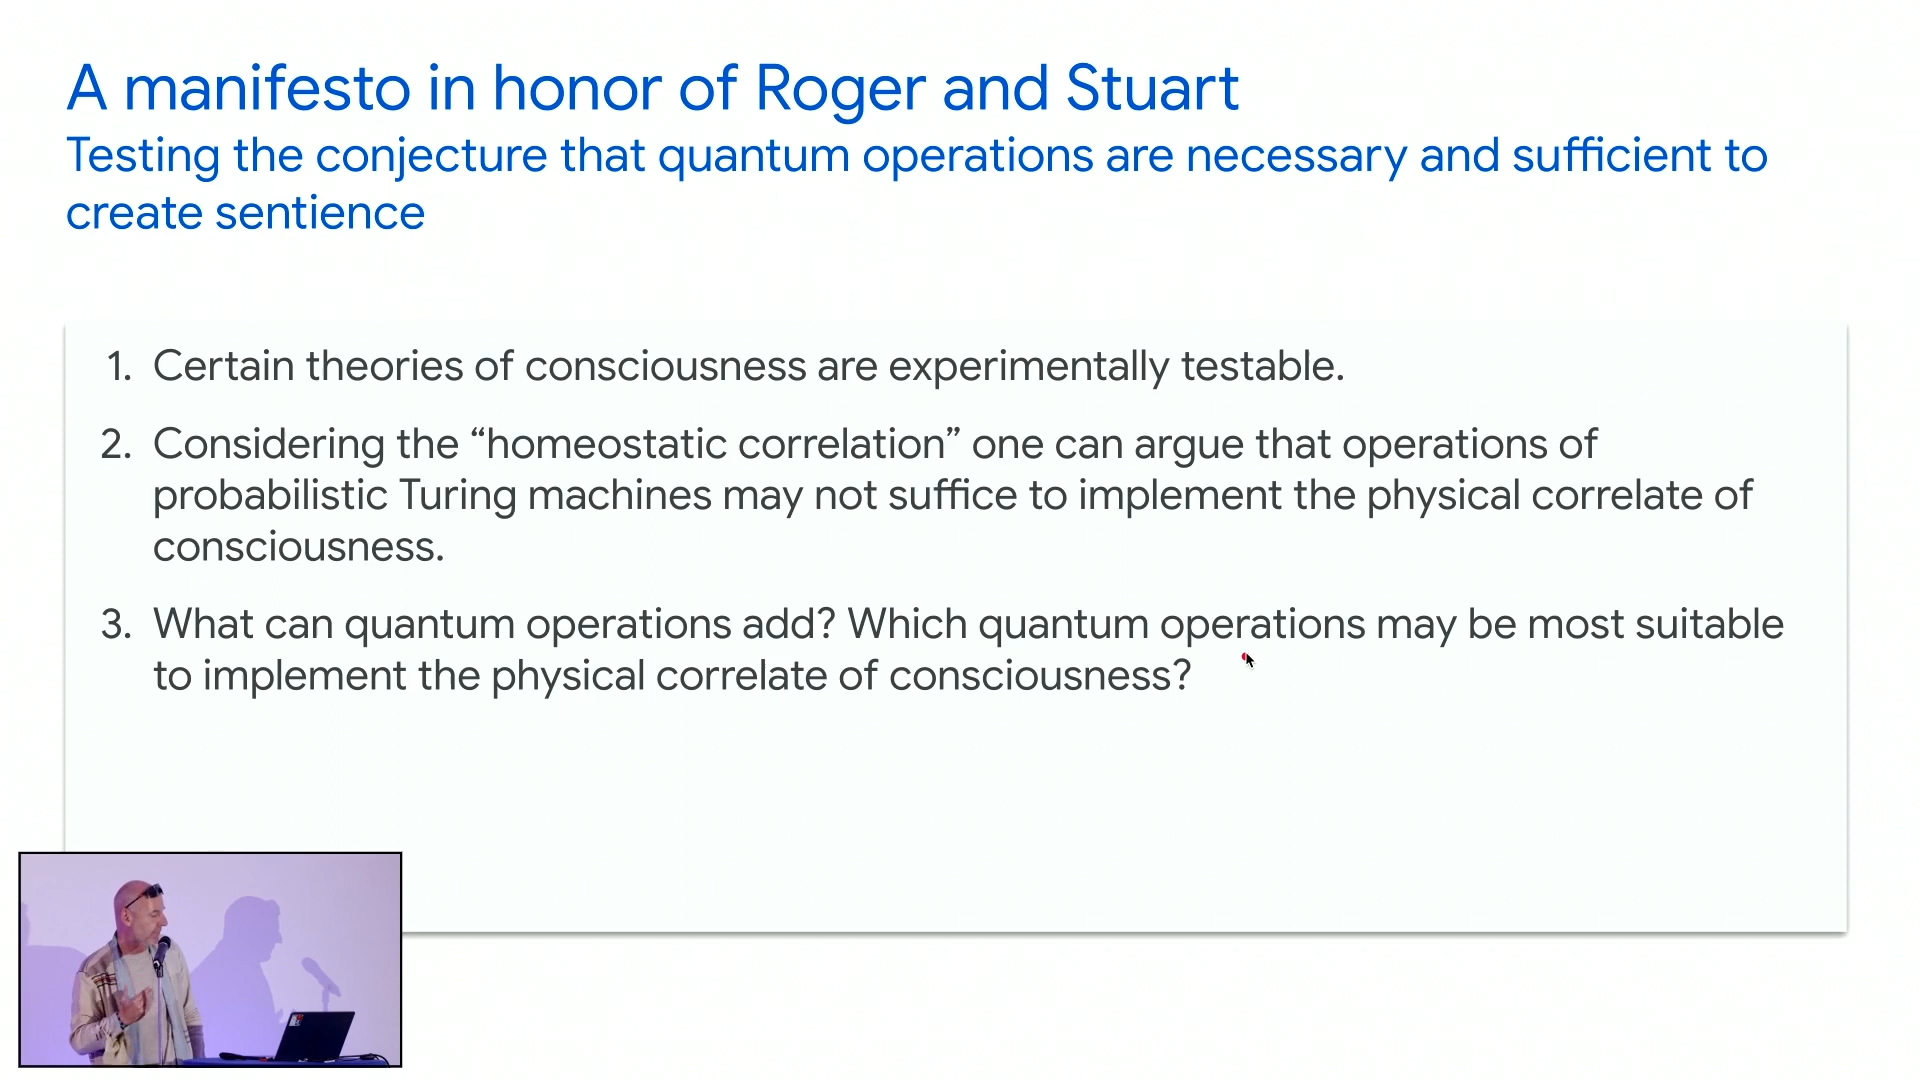 A manifesto in honor of Roger and Stuart
Testing the conjecture that quantum operations are necessary and sufficient to
create sentience
1. Certain theories of consciousness are experimentally testable.
2. Considering the “homeostatic correlation” one can argue that operations of
probabilistic Turing machines may not suffice to implement the physical correlate of
consciousness.
3. What can quantum operations add? Which quantum operations may be most suitable
to implement the physical correlate of consciousness?